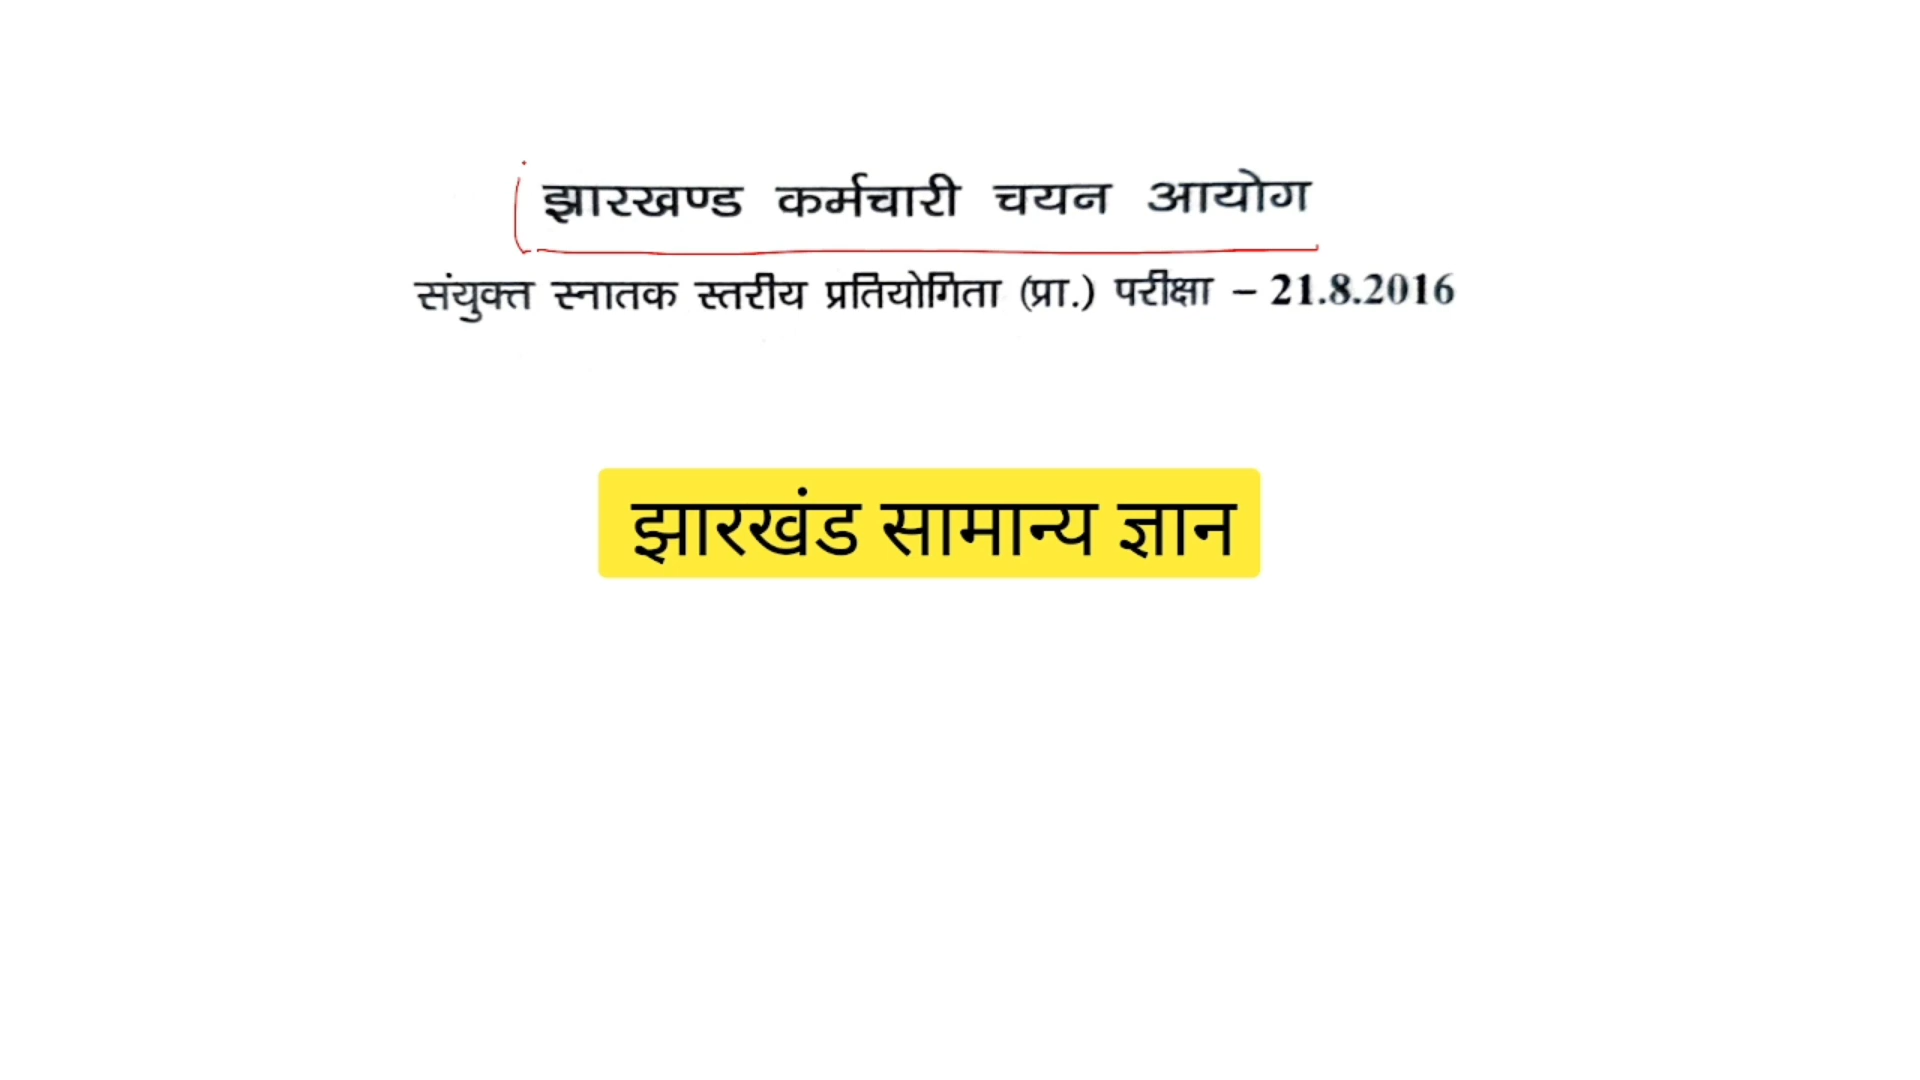 झारखण्ड कर्मचारी चयन आयोग
संयुक्त स्नातक स्तरीय प्रतियोगिता (प्रा.) परीक्षा – 21.8.2016
झारखंड सामान्य ज्ञान